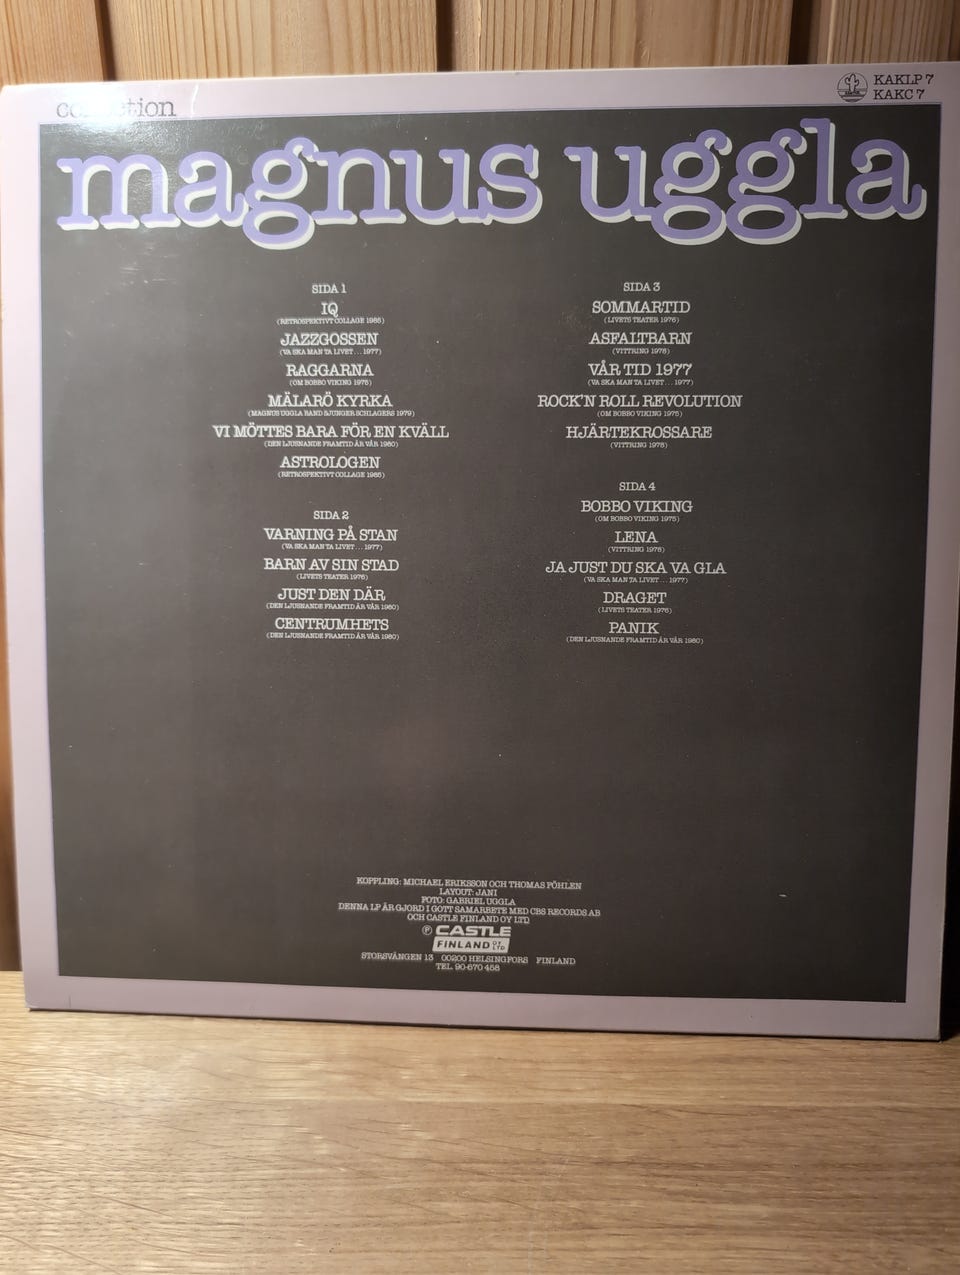 collection
KAKLP 7
KAKC 7
magnus uggla
SIDA 1
IQ
(RETROSPEKTIVT COLLAGE 1985)
JAZZGOSSEN
(VA SKA MAN TA LIVET... 1977)
RAGGARNA
(OM BOBBO VIKING 1975)
MÄLARÖ KYRKA
(MAGNUS UGGLA BAND SJUNGER SCHLAGERS 1979)
VI MÖTTES BARA FÖR EN KVÄLL
(DEN LJUSNANDE FRAMTID ÄR VÅR 1980)
ASTROLOGEN
(RETROSPEKTIVT COLLAGE 1985)
SIDA 2
VARNING PÅ STAN
(VA SKA MAN TA LIVET... 1977)
BARN AV SIN STAD
(LIVETS TEATER 1976)
JUST DEN DÄR
(DEN LJUSNANDE FRAMTID ÄR VÅR 1980)
CENTRUMHETS
(DEN LJUSNANDE FRAMTID ÄR VÅR 1980)
SIDA 3
SOMMARTID
(LIVETS TEATER 1976)
ASFALTBARN
(VITTRING 1978)
VÅR TID 1977
(VA SKA MAN TA LIVET... 1977)
ROCK'N ROLL REVOLUTION
(OM BOBBO VIKING 1975)
HJÄRTEKROSSARE
(VITTRING 1978)
SIDA 4
BOBBO VIKING
(OM BOBBO VIKING 1975)
LENA
(VITTRING 1978)
JA JUST DU SKA VA GLA
(VA SKA MAN TA LIVET... 1977)
DRAGET
(LIVETS TEATER 1976)
PANIK
(DEN LJUSNANDE FRAMTID ÄR VÅR 1980)
KOPPLING: MICHAEL ERIKSSON OCH THOMAS FÖHLEN
LAYOUT: JANI
FOTO: GABRIEL UGGLA
DENNA LP ÄR GJORD I GOTT SAMARBETE MED CBS RECORDS AB
OCH CASTLE FINLAND OY LTD
℗ CASTLE
FINLAND OY LTD
STORSVÄNGEN 13 00200 HELSINGFORS FINLAND
TEL. 90-670 458